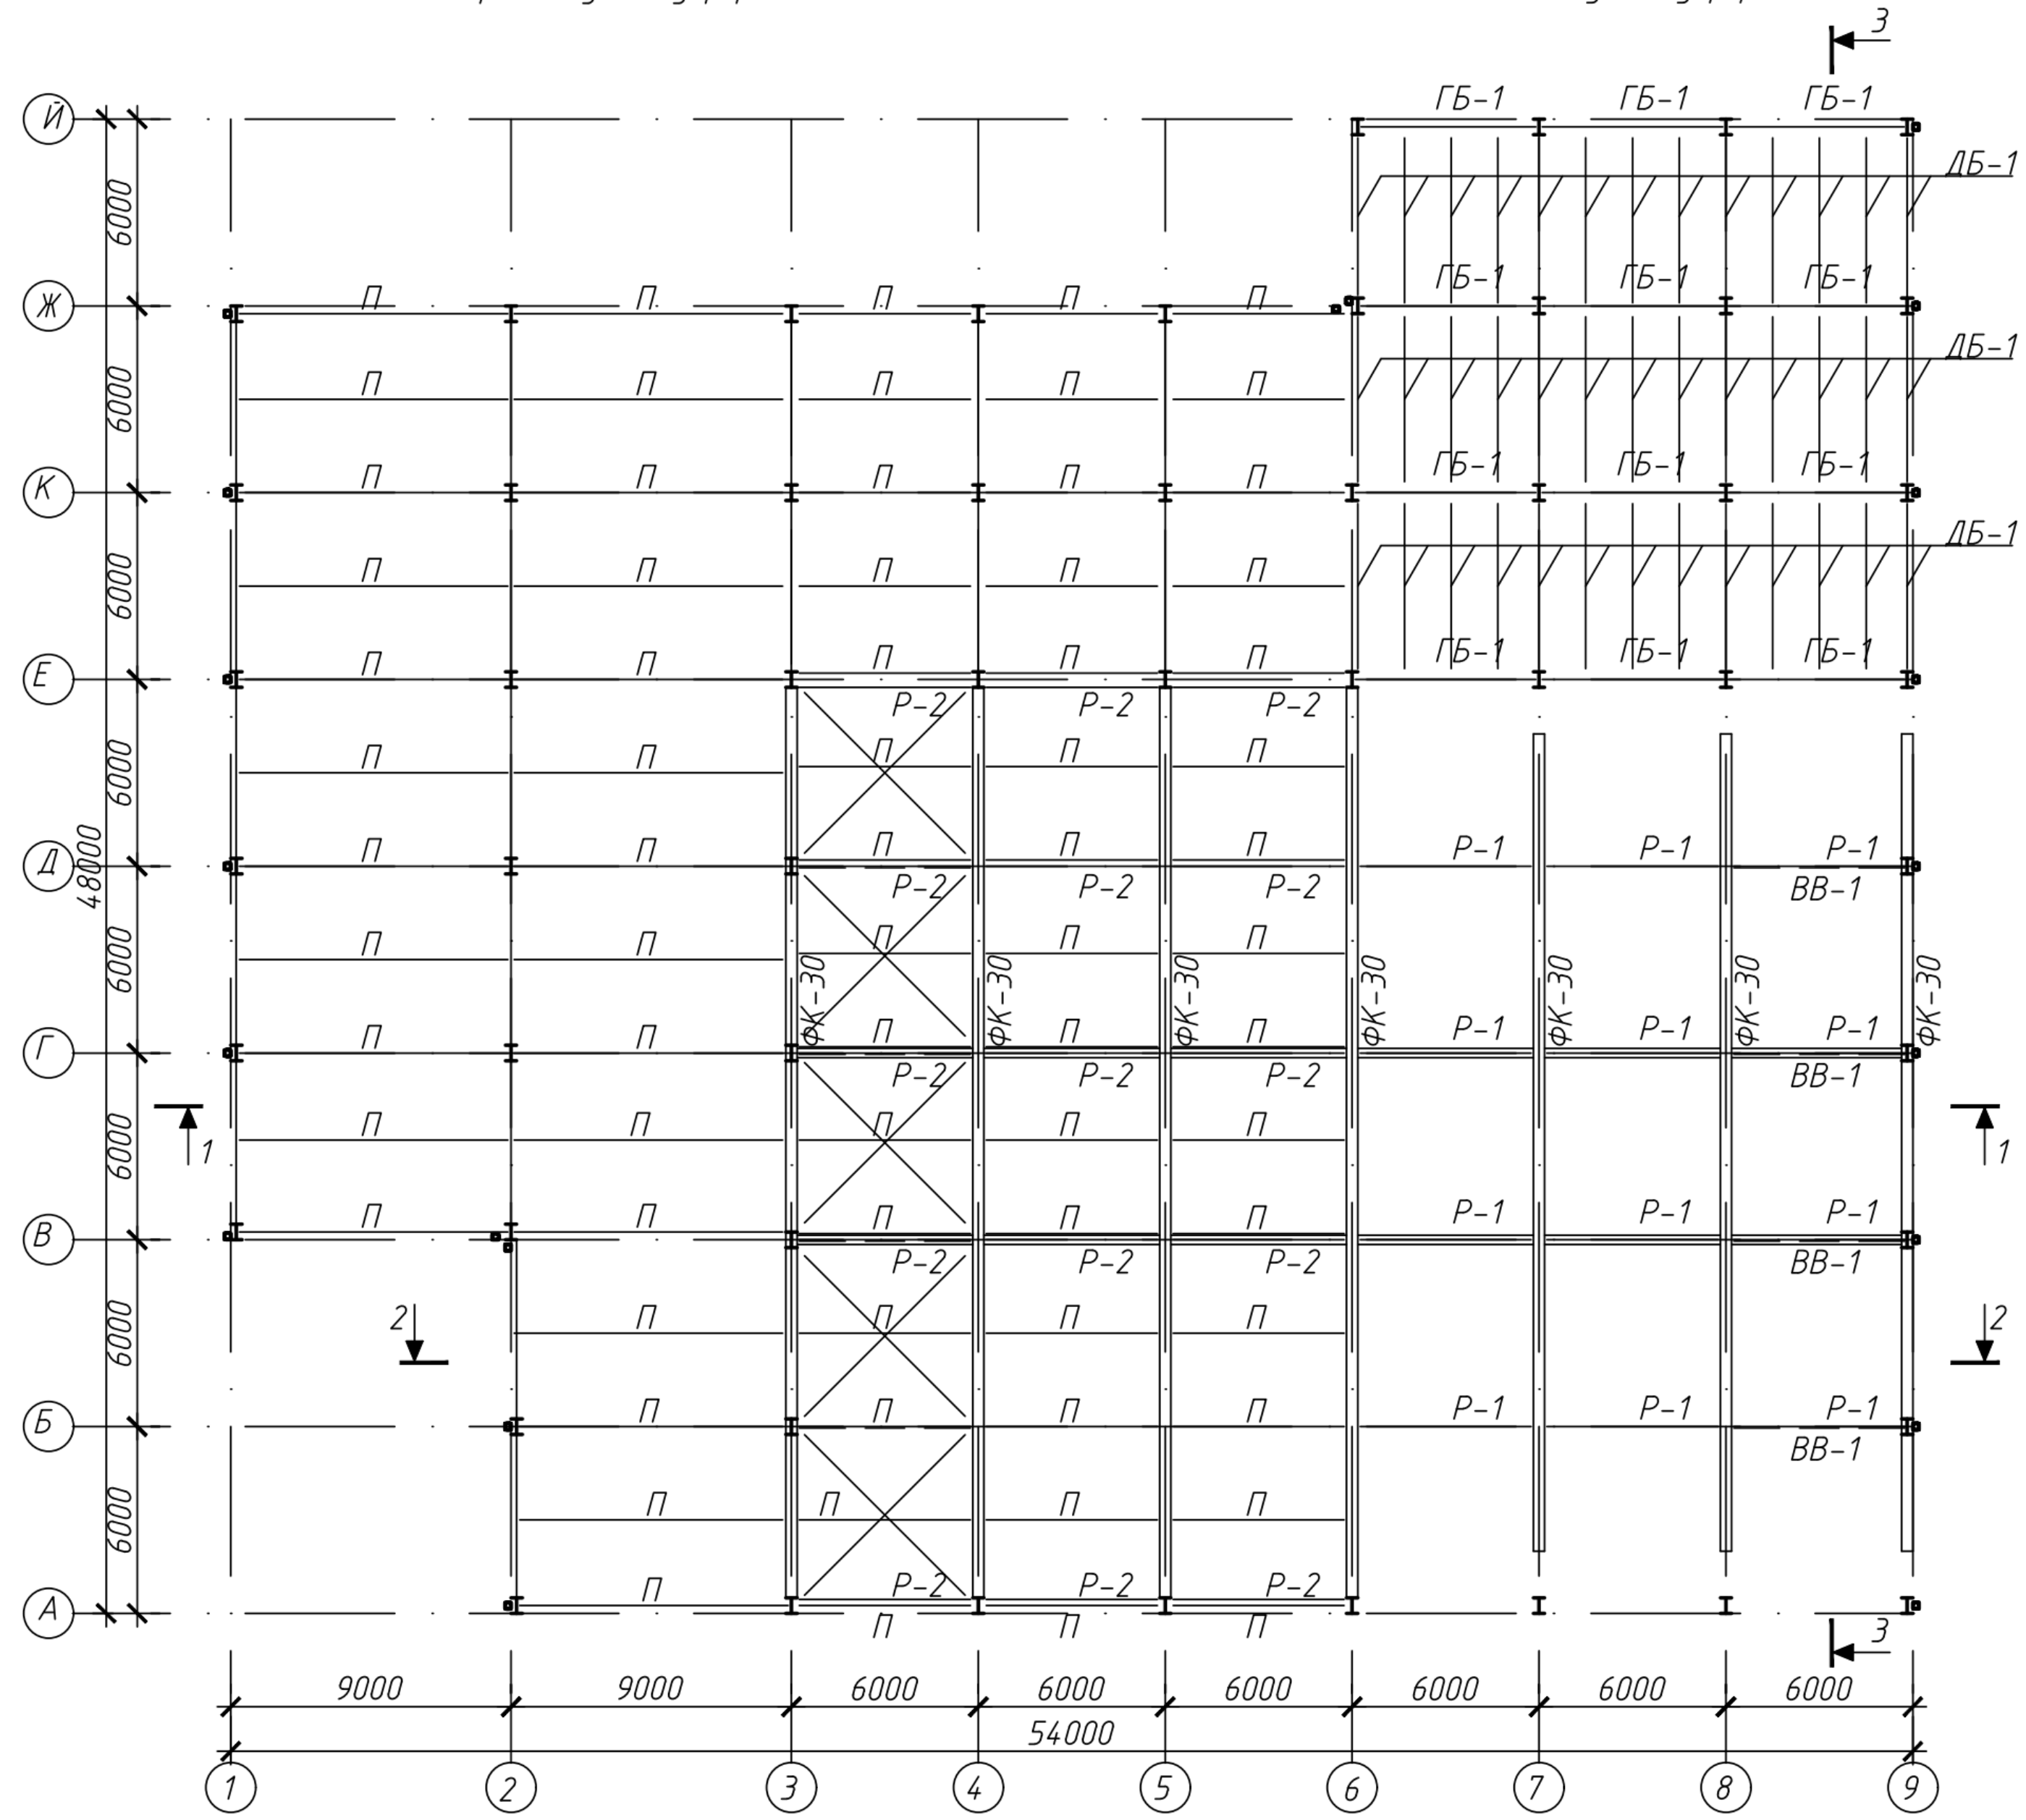 3
ГБ-1 ГБ-1 ГБ-1
Й
ДБ-1
6000
ГБ-1 ГБ-1 ГБ-1
П П П П П П
Ж
ДБ-1
6000
П П П П П П
ГБ-1 ГБ-1 ГБ-1
П П П П П П
К
ДБ-1
6000
П П П П П П
ГБ-1 ГБ-1 ГБ-1
П П П П П П
Е
Р-2 Р-2 Р-2
6000
П П П П П
П П П П П Р-1 Р-1 Р-1
Д
48000
Р-2 Р-2 Р-2 ВВ-1
6000
П П П П П
ФК-30 ФК-30 ФК-30 ФК-30 ФК-30 ФК-30 ФК-30
П П П П П Р-1 Р-1 Р-1
Г
Р-2 Р-2 Р-2 ВВ-1
6000
П П П П П
1 1
П П П П П Р-1 Р-1 Р-1
В
Р-2 Р-2 Р-2 ВВ-1
6000
2 П П П П 2
П П П П Р-1 Р-1 Р-1
Б
ВВ-1
6000
П П П П
П Р-2 Р-2 Р-2
А
П П П 3
9000 9000 6000 6000 6000 6000 6000 6000
54000
1 2 3 4 5 6 7 8 9